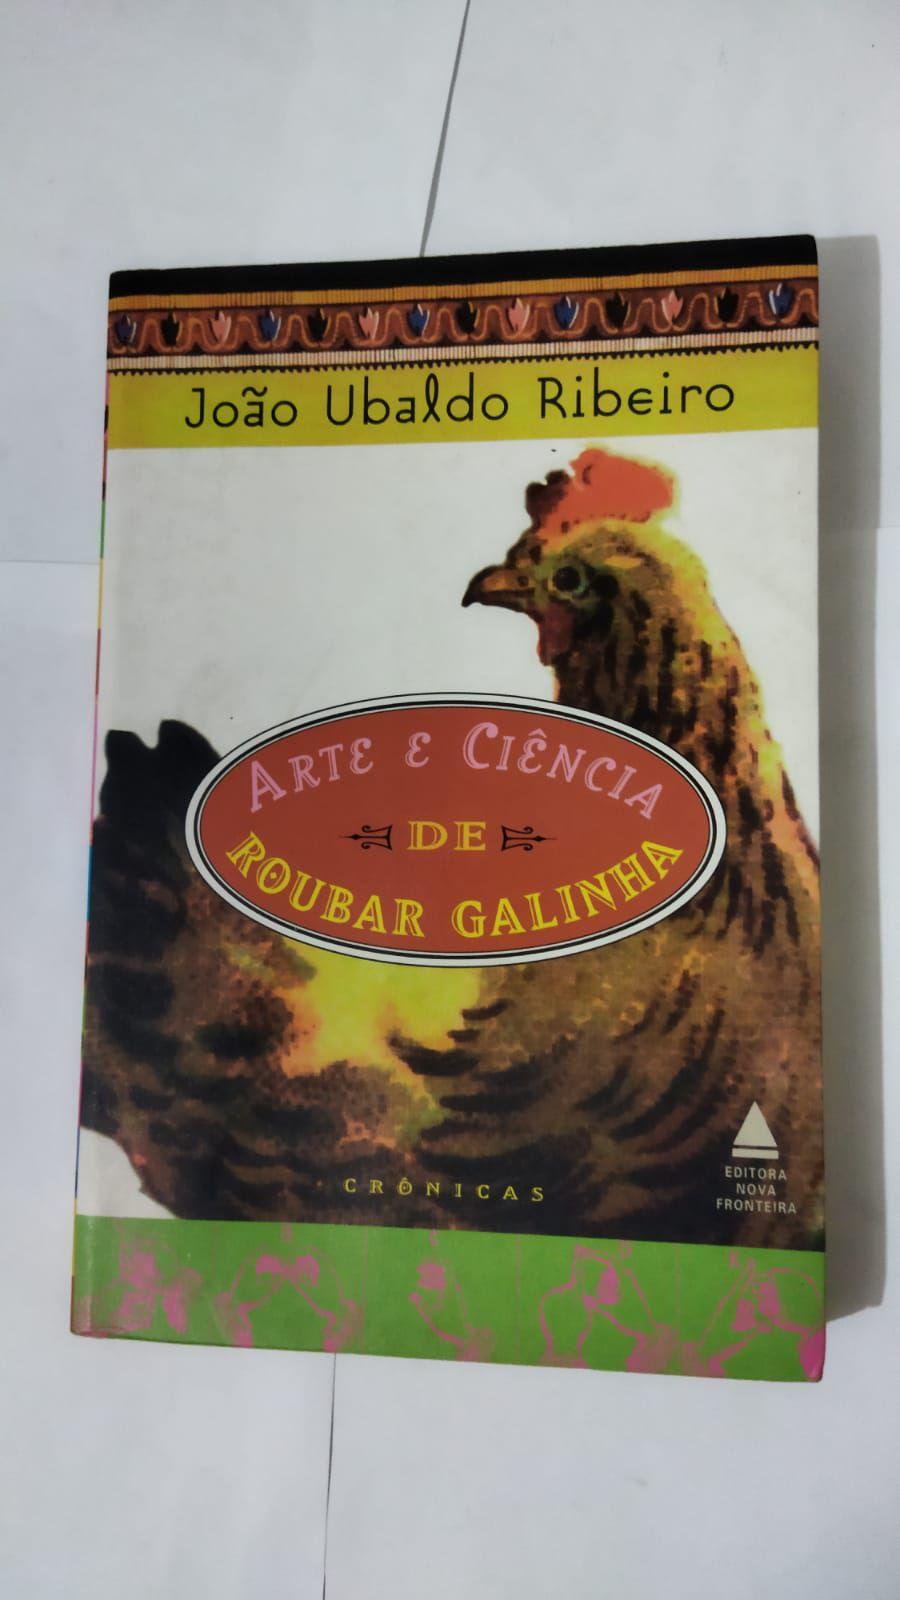 João Ubaldo Ribeiro
ARTE E CIÊNCIA
DE
ROUBAR GALINHA
CRÔNICAS
EDITORA
NOVA
FRONTEIRA